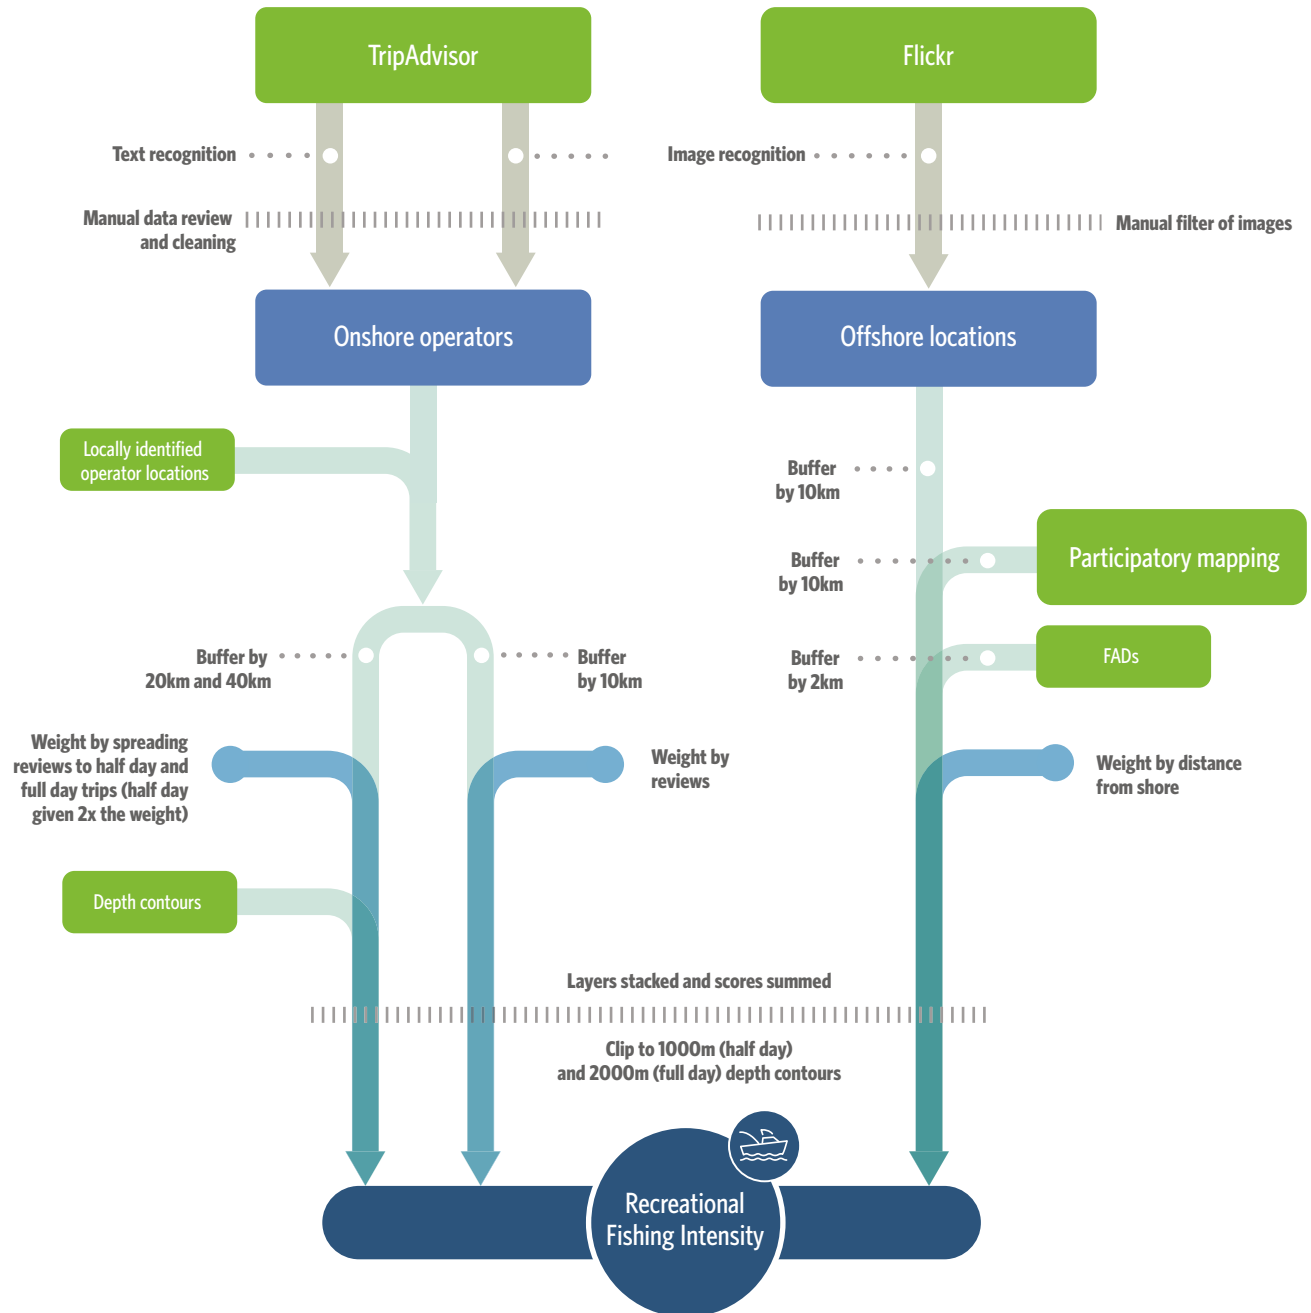 TripAdvisor
Flickr
Text recognition
Image recognition
Manual data review
and cleaning
Manual filter of images
Onshore operators
Offshore locations
Locally identified
operator locations
Buffer
by 10km
Buffer
by 10km
Participatory mapping
Buffer by
20km and 40km
Buffer
by 10km
Buffer
by 2km
FADs
Weight by spreading
reviews to half day and
full day trips (half day
given 2x the weight)
Weight by
reviews
Weight by distance
from shore
Depth contours
Layers stacked and scores summed
Clip to 1000m (half day)
and 2000m (full day) depth contours
Recreational
Fishing Intensity